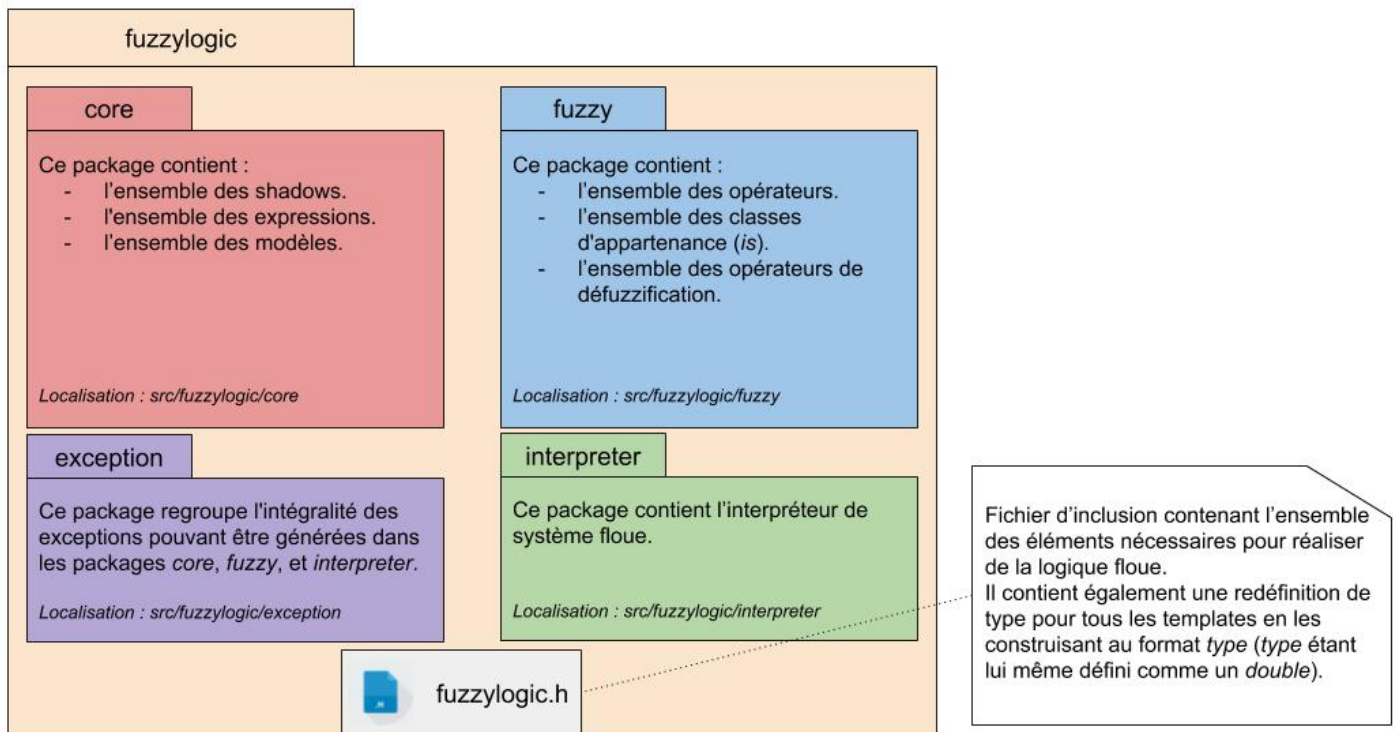 fuzzylogic
core
Ce package contient :
- l'ensemble des shadows.
- l'ensemble des expressions.
- l'ensemble des modèles.
Localisation : src/fuzzylogic/core
fuzzy
Ce package contient :
- l'ensemble des opérateurs.
- l'ensemble des classes
d'appartenance (is).
- l'ensemble des opérateurs de
défuzzification.
Localisation : src/fuzzylogic/fuzzy
exception
Ce package regroupe l'intégralité des
exceptions pouvant être générées dans
les packages core, fuzzy, et interpreter.
Localisation : src/fuzzylogic/exception
interpreter
Ce package contient l'interpréteur de
système floue.
Localisation : src/fuzzylogic/interpreter
.H
fuzzylogic.h
Fichier d'inclusion contenant l'ensemble
des éléments nécessaires pour réaliser
de la logique floue.
Il contient également une redéfinition de
type pour tous les templates en les
construisant au format type (type étant
lui même défini comme un double).